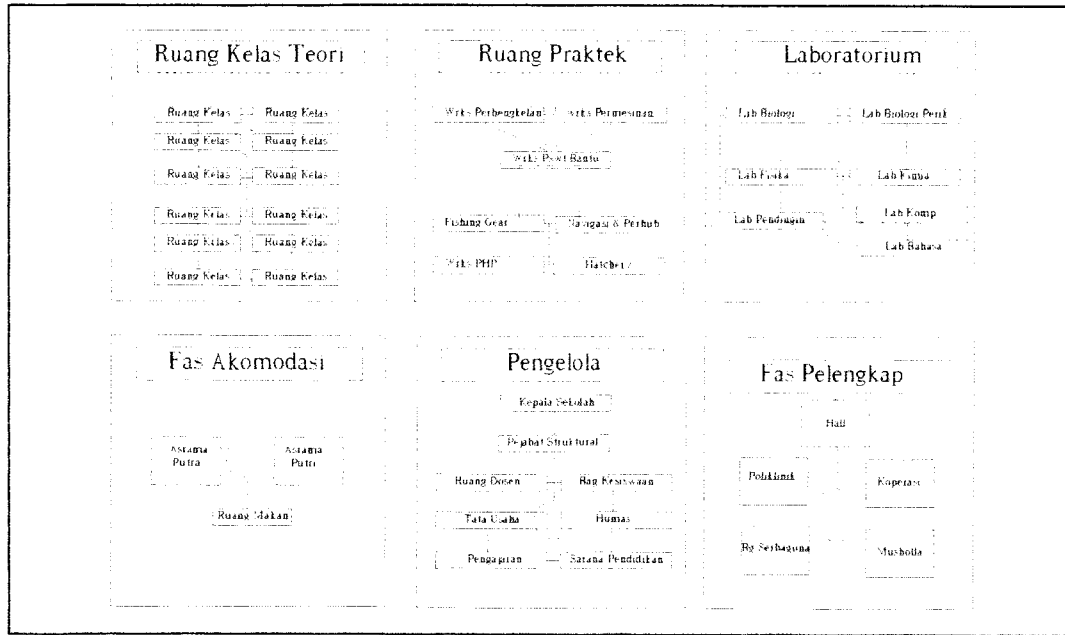 Ruang Kelas Teori
Ruang Kelas Ruang Kelas
Ruang Kelas Ruang Kelas
Ruang Kelas Ruang Kelas
Ruang Kelas Ruang Kelas
Ruang Kelas Ruang Kelas
Ruang Kelas Ruang Kelas
Ruang Praktek
Wrks Perbengkelan wrks Permesinan
Wrks Bantu
Fishing Gear Navigasi & Perhub
Wrks PHP Hatchery
Laboratorium
Lab Biologi Lab Biologi Perik
Lab Fisika Lab Kimia
Lab Pendingin Lab Komp
Lab Bahasa
Fas Akomodasi
Asrama Asrama
Putra Putri
Ruang Makan
Pengelola
Kepala Sekolah
Pejabat Struktural
Ruang Dosen Bag Kesiswaan
Tata Usaha Humas
Pengajaran Sarana Pendidikan
Fas Pelengkap
Hall
Poliklinik Koperasi
Rg Serbaguna Musholla